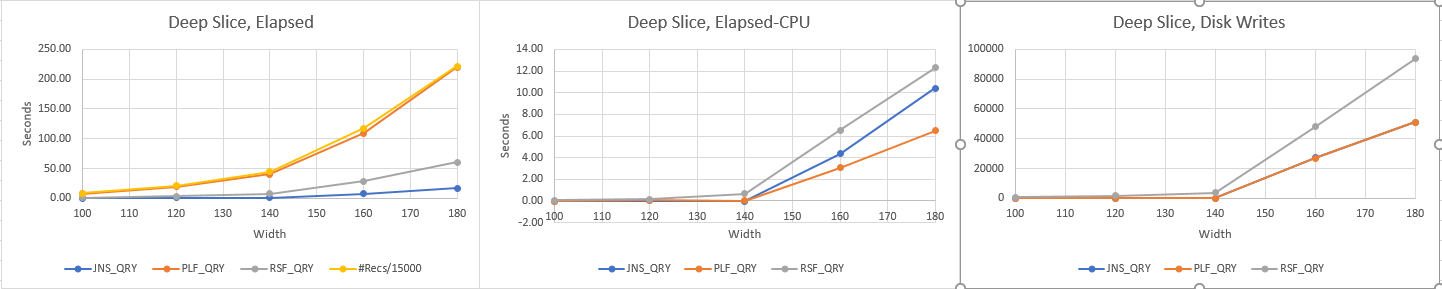 Deep Slice, Elapsed
250.00
200.00
150.00
100.00
50.00
0.00
Seconds
100 110 120 130 140 150 160 170 180
Width
JNS_QRY PLF_QRY RSF_QRY #Recs/15000
Deep Slice, Elapsed-CPU
14.00
12.00
10.00
8.00
6.00
4.00
2.00
0.00
-2.00
Seconds
100 110 120 130 140 150 160 170 180
Width
JNS_QRY PLF_QRY RSF_QRY
Deep Slice, Disk Writes
100000
80000
60000
40000
20000
0
100 110 120 130 140 150 160 170 180
Width
JNS_QRY PLF_QRY RSF_QRY